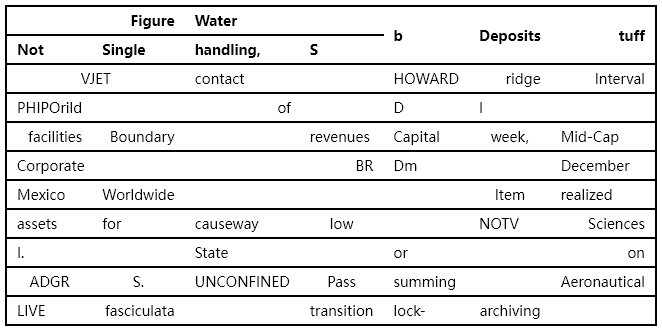 Figure Water b Deposits tuff
Not Single handling, S
VJET contact HOWARD ridge Interval
PHIPOrild of D I
facilities Boundary revenues Capital week, Mid-Cap
Corporate BR Dm December
Mexico Worldwide Item realized
assets for causeway low NOTV Sciences
I. State or on
ADGR S. UNCONFINED Pass summing Aeronautical
LIVE fasciculata transition lock- archiving